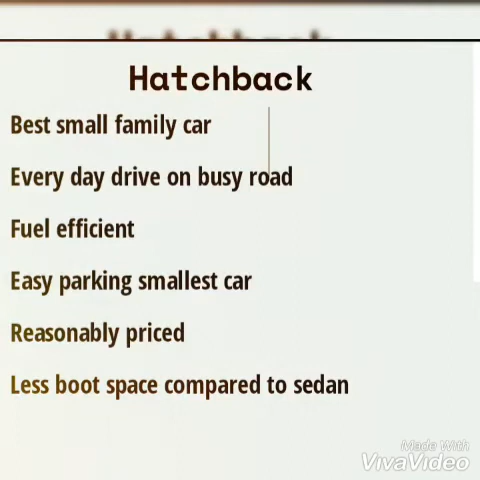 Hatchback
Best small family car
Every day drive on busy road
Fuel efficient
Easy parking smallest car
Reasonably priced
Less boot space compared to sedan
Made With
VivaVideo